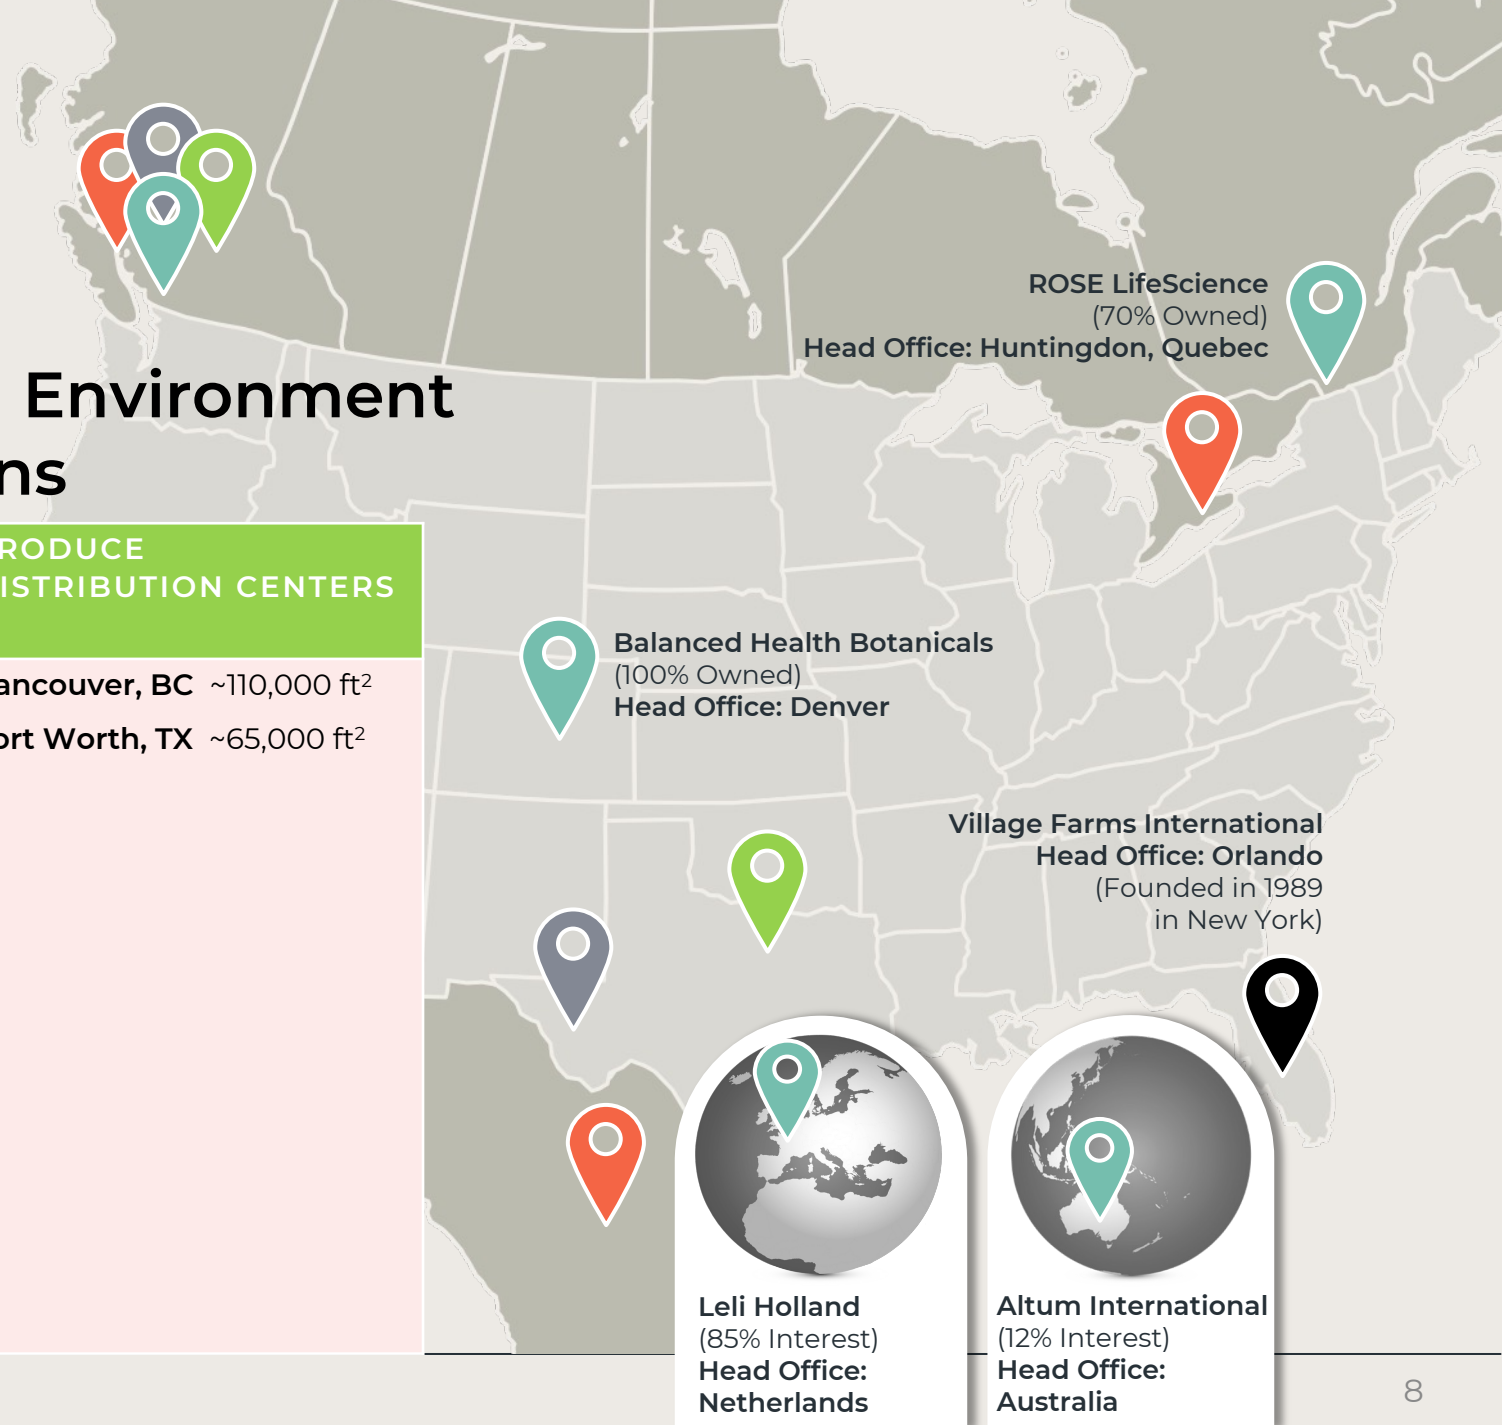 Environment
ns
RODUCE
ISTRIBUTION CENTERS
ancouver, BC ~110,000 ft²
ort Worth, TX ~65,000 ft²
ROSE LifeScience
(70% Owned)
Head Office: Huntingdon, Quebec
Balanced Health Botanicals
(100% Owned)
Head Office: Denver
Village Farms International
Head Office: Orlando
(Founded in 1989
in New York)
Leli Holland
(85% Interest)
Head Office:
Netherlands
Altum International
(12% Interest)
Head Office:
Australia
8